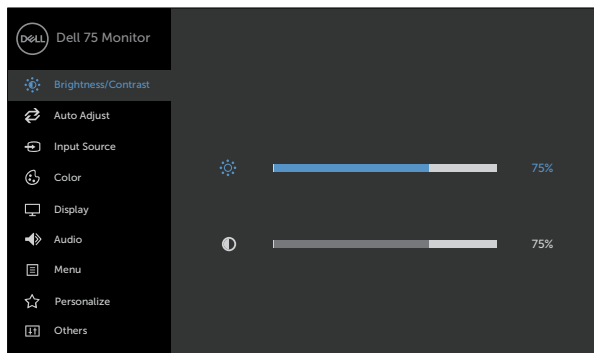 DELL
Dell 75 Monitor
Brightness/Contrast
Auto Adjust
Input Source
Color
Display
Audio
Menu
Personalize
Others
75%
75%